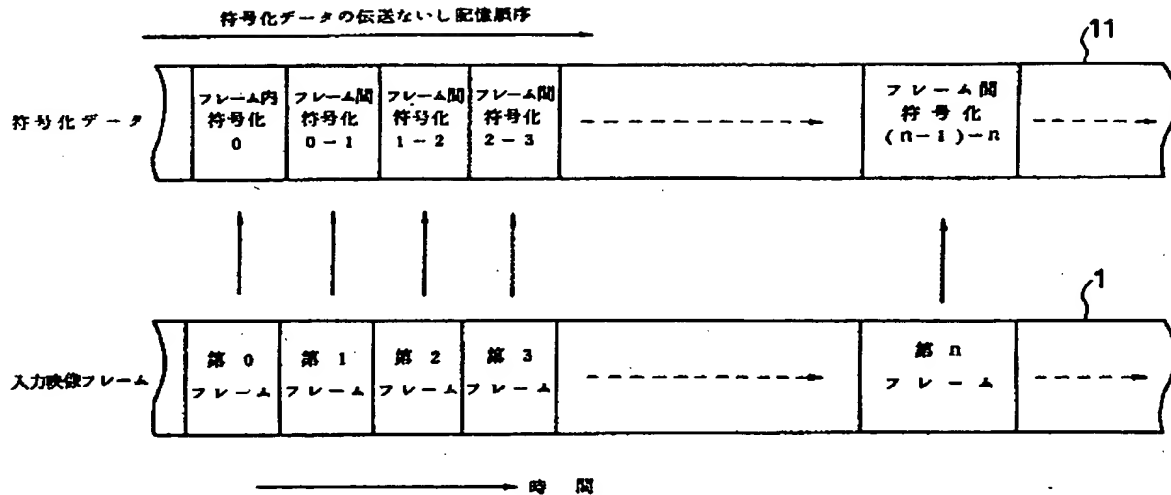 符号化データの伝送ないし記憶順序
11
符号化データ
フレーム内
符号化
0
フレーム間
符号化
0-1
フレーム間
符号化
1-2
フレーム間
符号化
2-3
フレーム間
符号化
(n-1)-n
1
入力映像フレーム
第 0
フレーム
第 1
フレーム
第 2
フレーム
第 3
フレーム
第 n
フレーム
時 間